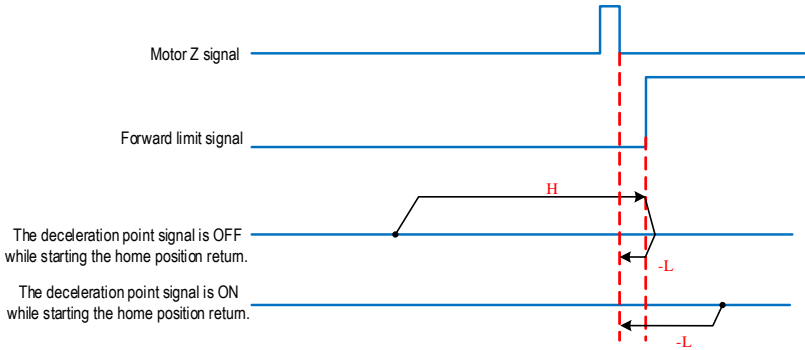 Motor Z signal
Forward limit signal
H
The deceleration point signal is OFF
while starting the home position return.
-L
The deceleration point signal is ON
while starting the home position return.
-L